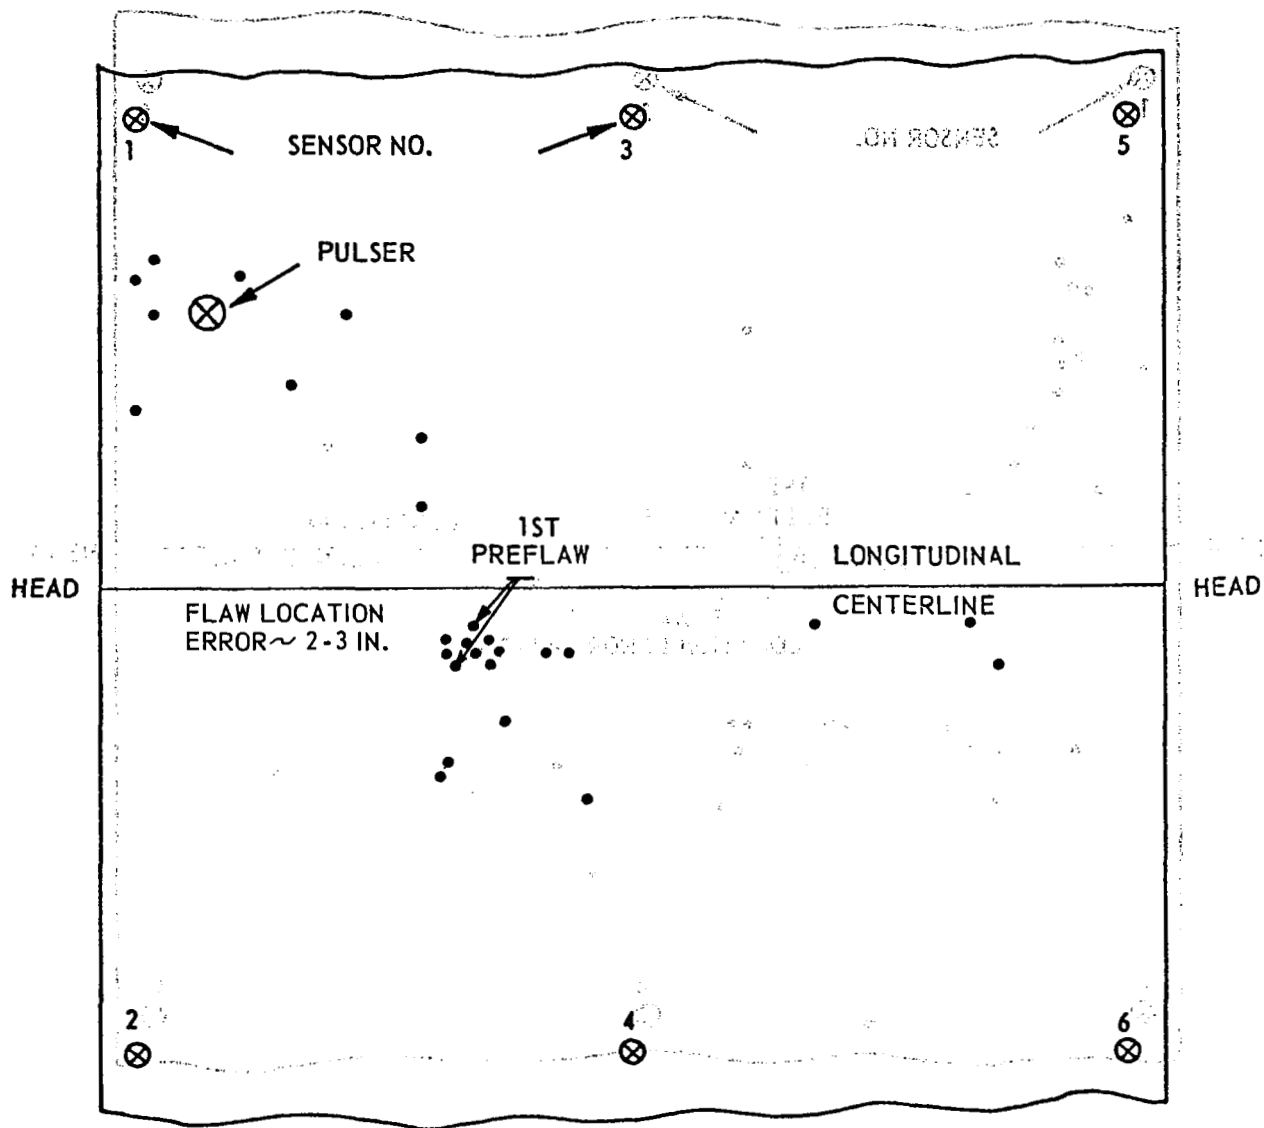 SENSOR NO.
1
3
5
PULSER
1ST
PREFLAW
LONGITUDINAL
CENTERLINE
HEAD
HEAD
FLAW LOCATION
ERROR ~ 2-3 IN.
2
4
6